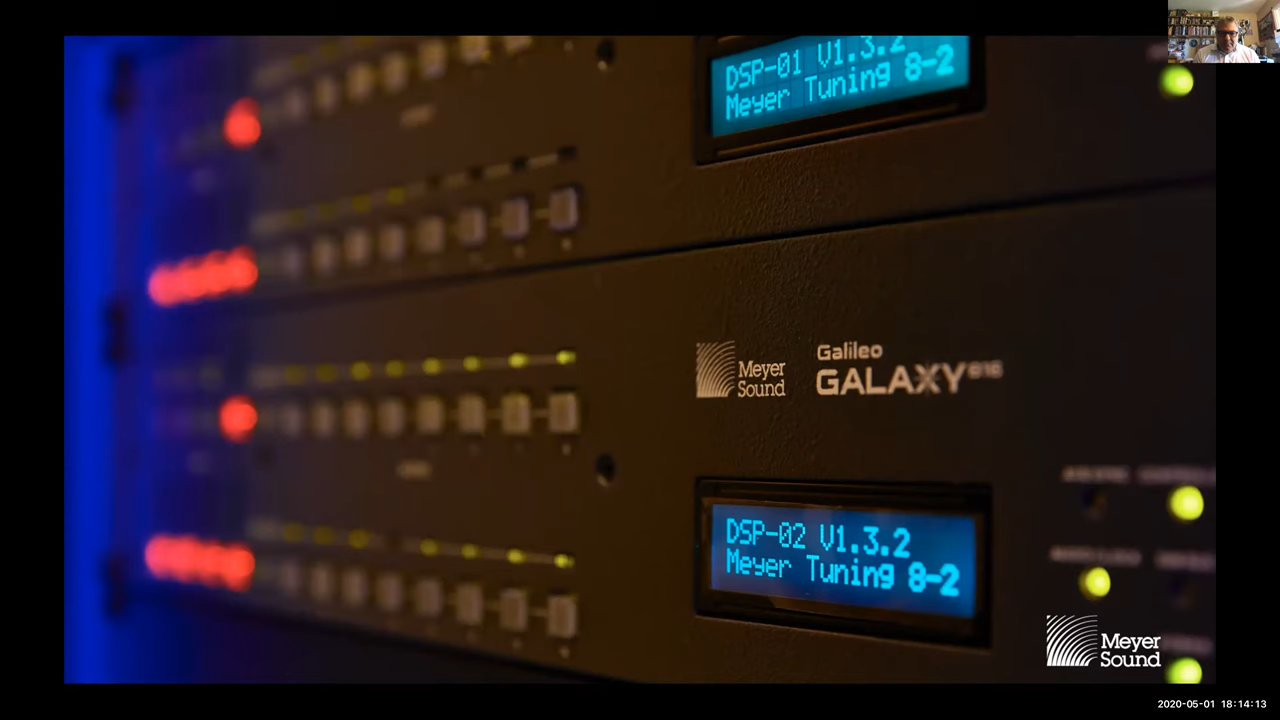 DSP-01 V1.3.2
Meyer Tuning 8-2
Meyer
Sound
Galileo
GALAXY 816
DSP-02 V1.3.2
Meyer Tuning 8-2
Meyer
Sound
2020-05-01 18:14:13